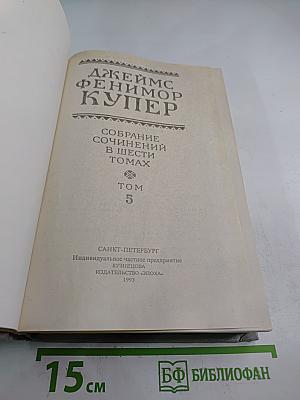 ДЖЕЙМС
ФЕНИМОР
КУПЕР
СОБРАНИЕ
СОЧИНЕНИЙ
В ШЕСТИ
ТОМАХ
ТОМ
5
САНКТ-ПЕТЕРБУРГ
Индивидуальное частное предприятие
КУЗНЕЦОВА
ИЗДАТЕЛЬСТВО «ЭПОХА»
1993
15 см
БФ БИБЛИОФАН